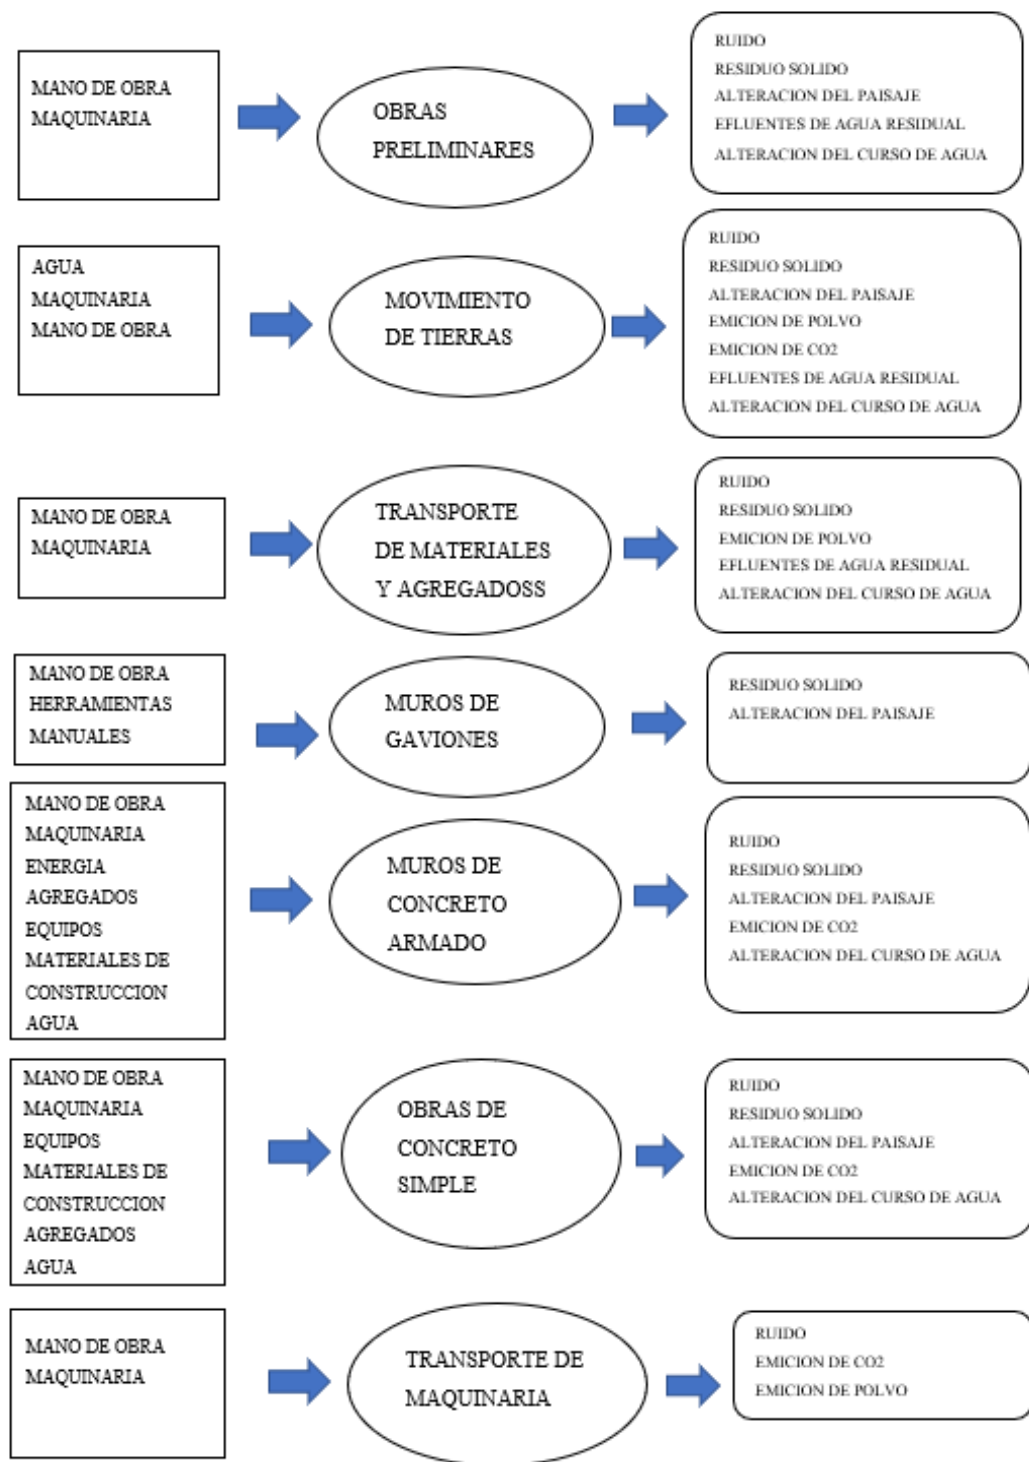 MANO DE OBRA
MAQUINARIA
OBRAS
PRELIMINARES
RUIDO
RESIDUO SOLIDO
ALTERACION DEL PAISAJE
EFLUENTES DE AGUA RESIDUAL
ALTERACION DEL CURSO DE AGUA
AGUA
MAQUINARIA
MANO DE OBRA
MOVIMIENTO
DE TIERRAS
RUIDO
RESIDUO SOLIDO
ALTERACION DEL PAISAJE
EMICION DE POLVO
EMICION DE CO2
EFLUENTES DE AGUA RESIDUAL
ALTERACION DEL CURSO DE AGUA
MANO DE OBRA
MAQUINARIA
TRANSPORTE
DE MATERIALES
Y AGREGADOSS
RUIDO
RESIDUO SOLIDO
EMICION DE POLVO
EFLUENTES DE AGUA RESIDUAL
ALTERACION DEL CURSO DE AGUA
MANO DE OBRA
HERRAMIENTAS
MANUALES
MUROS DE
GAVIONES
RESIDUO SOLIDO
ALTERACION DEL PAISAJE
MANO DE OBRA
MAQUINARIA
ENERGIA
AGREGADOS
EQUIPOS
MATERIALES DE
CONSTRUCCION
AGUA
MUROS DE
CONCRETO
ARMADO
RUIDO
RESIDUO SOLIDO
ALTERACION DEL PAISAJE
EMICION DE CO2
ALTERACION DEL CURSO DE AGUA
MANO DE OBRA
MAQUINARIA
EQUIPOS
MATERIALES DE
CONSTRUCCION
AGREGADOS
AGUA
OBRAS DE
CONCRETO
SIMPLE
RUIDO
RESIDUO SOLIDO
ALTERACION DEL PAISAJE
EMICION DE CO2
ALTERACION DEL CURSO DE AGUA
MANO DE OBRA
MAQUINARIA
TRANSPORTE DE
MAQUINARIA
RUIDO
EMICION DE CO2
EMICION DE POLVO